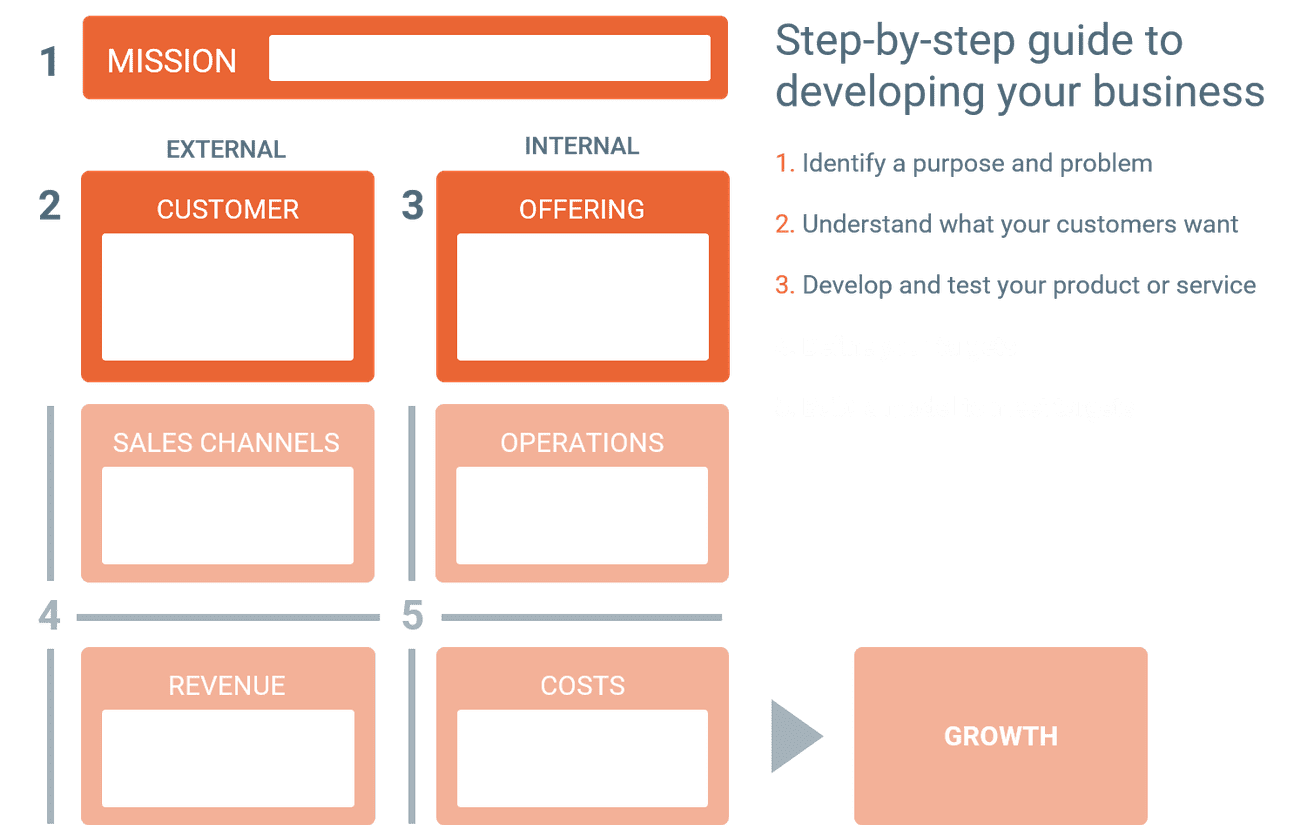 1
MISSION
EXTERNAL
INTERNAL
2
CUSTOMER
3
OFFERING
SALES CHANNELS
OPERATIONS
4
5
REVENUE
COSTS
GROWTH
Step-by-step guide to
developing your business
1. Identify a purpose and problem
2. Understand what your customers want
3. Develop and test your product or service